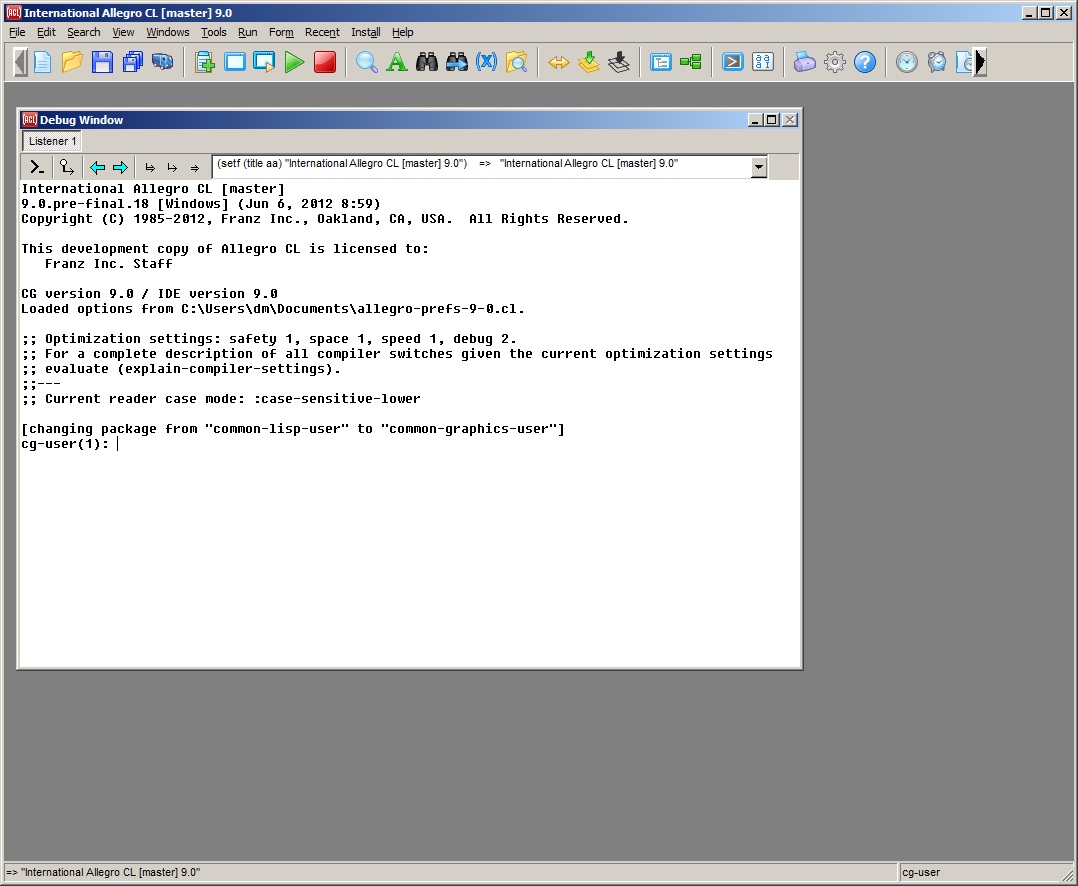 International Allegro CL [master] 9.0
File Edit Search View Windows Tools Run Form Recent Install Help
Debug Window
Listener 1
(setf (title aa) "International Allegro CL [master] 9.0") => "International Allegro CL [master] 9.0"
International Allegro CL [master]
9.0.pre-final.18 [Windows] (Jun 6, 2012 8:59)
Copyright (C) 1985-2012, Franz Inc., Oakland, CA, USA.  All Rights Reserved.
This development copy of Allegro CL is licensed to:
   Franz Inc. Staff
CG version 9.0 / IDE version 9.0
Loaded options from C:\Users\dm\Documents\allegro-prefs-9-0.cl.
;; Optimization settings: safety 1, space 1, speed 1, debug 2.
;; For a complete description of all compiler switches given the current optimization settings
;; evaluate (explain-compiler-settings).
;;---
;; Current reader case mode: :case-sensitive-lower
[changing package from "common-lisp-user" to "common-graphics-user"]
cg-user(1):
=> "International Allegro CL [master] 9.0"
cg-user